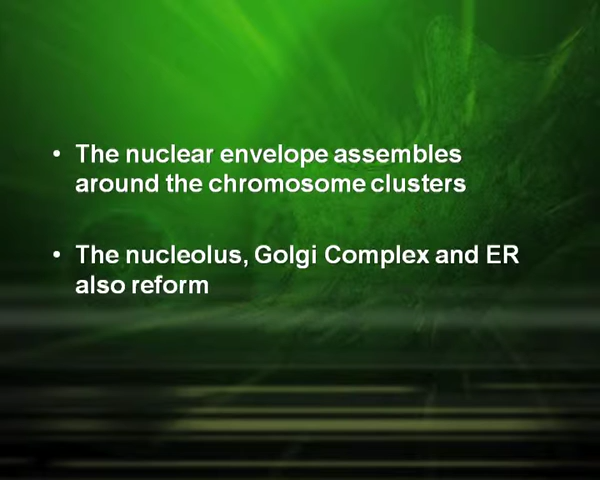 • The nuclear envelope assembles
around the chromosome clusters
• The nucleolus, Golgi Complex and ER
also reform